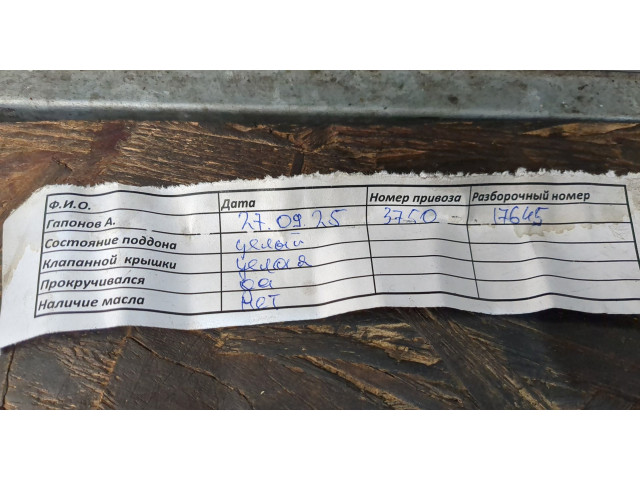 Ф.И.О. Дата Номер привоза Разборочный номер
Гапонов А. 27.09.25 3750 17645
Состояние поддона целый
Клапанной крышки целая
Прокручивался да
Наличие масла нет